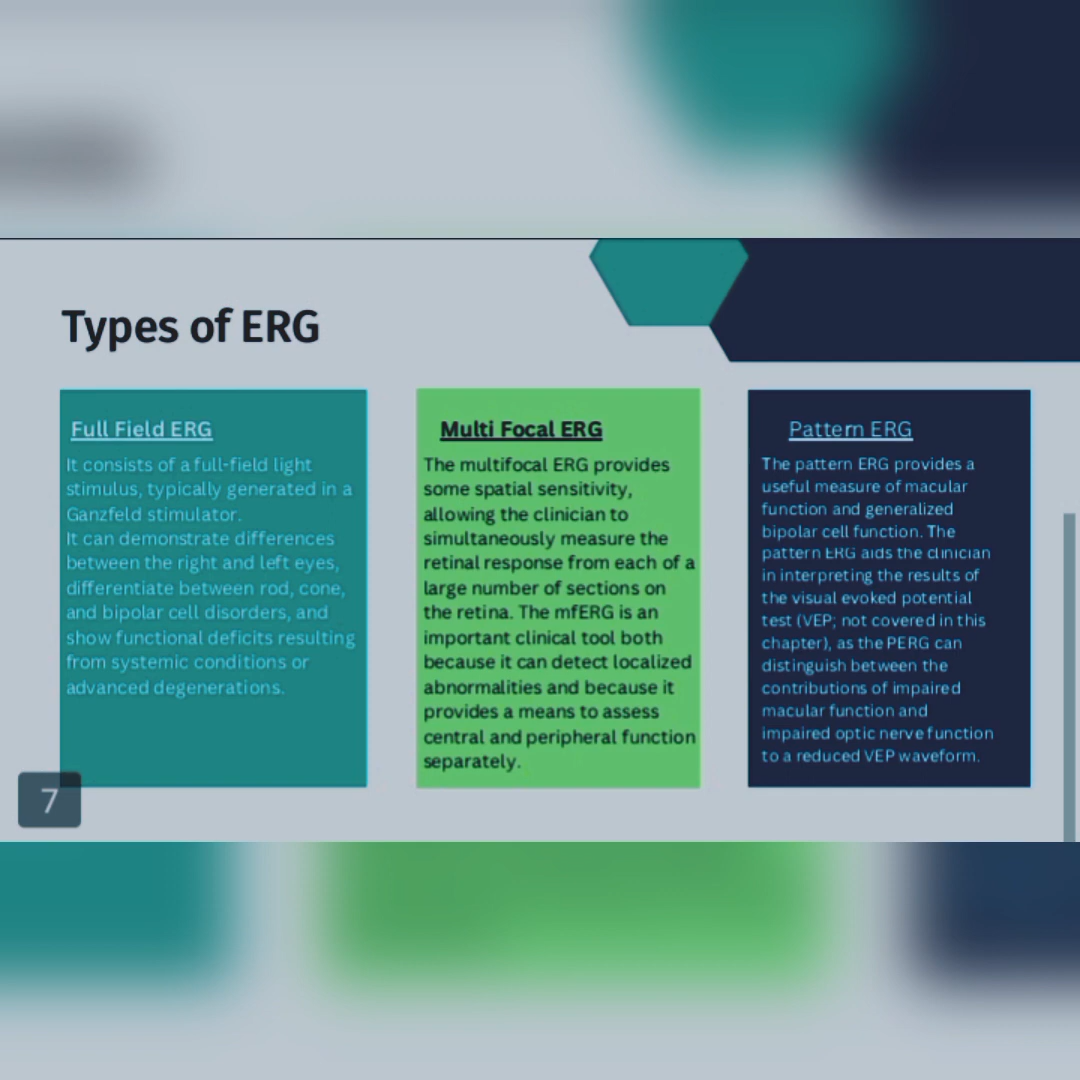 Types of ERG
Full Field ERG
It consists of a full-field light
stimulus, typically generated in a
Ganzfeld stimulator.
It can demonstrate differences
between the right and left eyes,
differentiate between rod, cone,
and bipolar cell disorders, and
show functional deficits resulting
from systemic conditions or
advanced degenerations.
Multi Focal ERG
The multifocal ERG provides
some spatial sensitivity,
allowing the clinician to
simultaneously measure the
retinal response from each of a
large number of sections on
the retina. The mfERG is an
important clinical tool both
because it can detect localized
abnormalities and because it
provides a means to assess
central and peripheral function
separately.
Pattern ERG
The pattern ERG provides a
useful measure of macular
function and generalized
bipolar cell function. The
pattern ERG aids the clinician
in interpreting the results of
the visual evoked potential
test (VEP; not covered in this
chapter), as the PERG can
distinguish between the
contributions of impaired
macular function and
impaired optic nerve function
to a reduced VEP waveform.
7